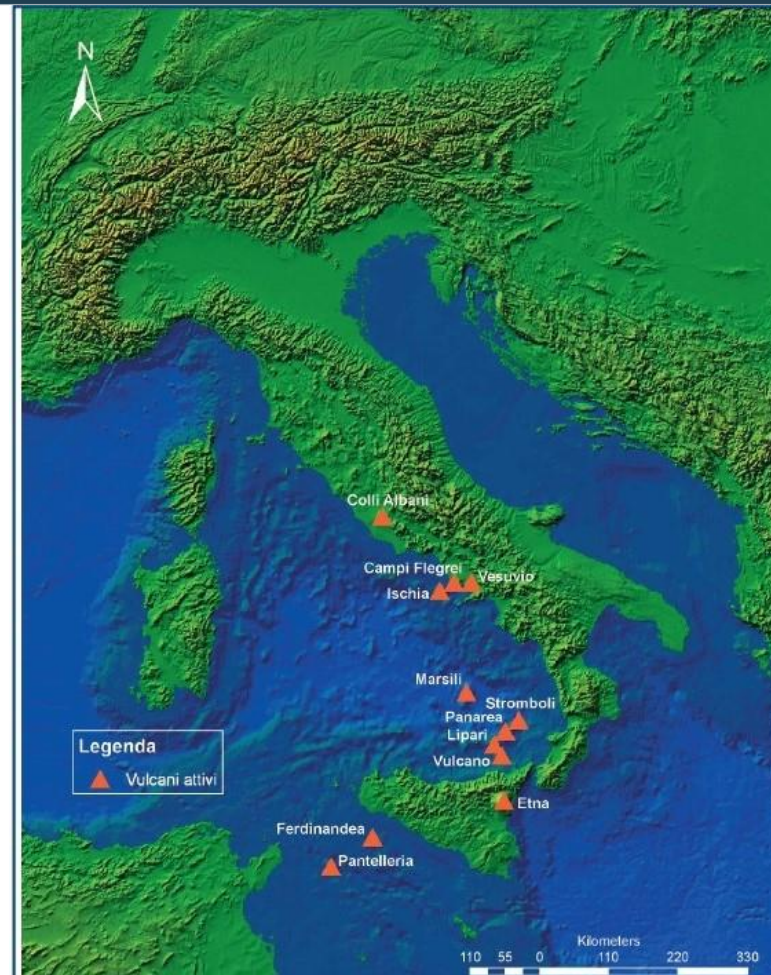 N
Colli Albani
Campi Flegrei
Vesuvio
Ischia
Marsili
Stromboli
Panarea
Lipari
Vulcano
Legenda
Vulcani attivi
Etna
Ferdinandea
Pantelleria
Kilometers
110 55 0 110 220 330